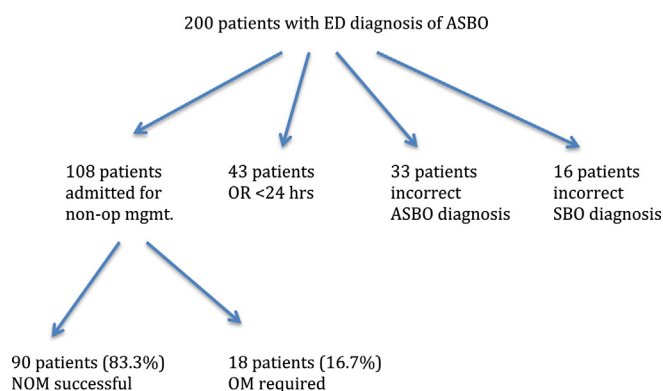 200 patients with ED diagnosis of ASBO
108 patients
admitted for
non-op mgmt.
43 patients
OR <24 hrs
33 patients
incorrect
ASBO diagnosis
16 patients
incorrect
SBO diagnosis
90 patients (83.3%)
NOM successful
18 patients (16.7%)
OM required